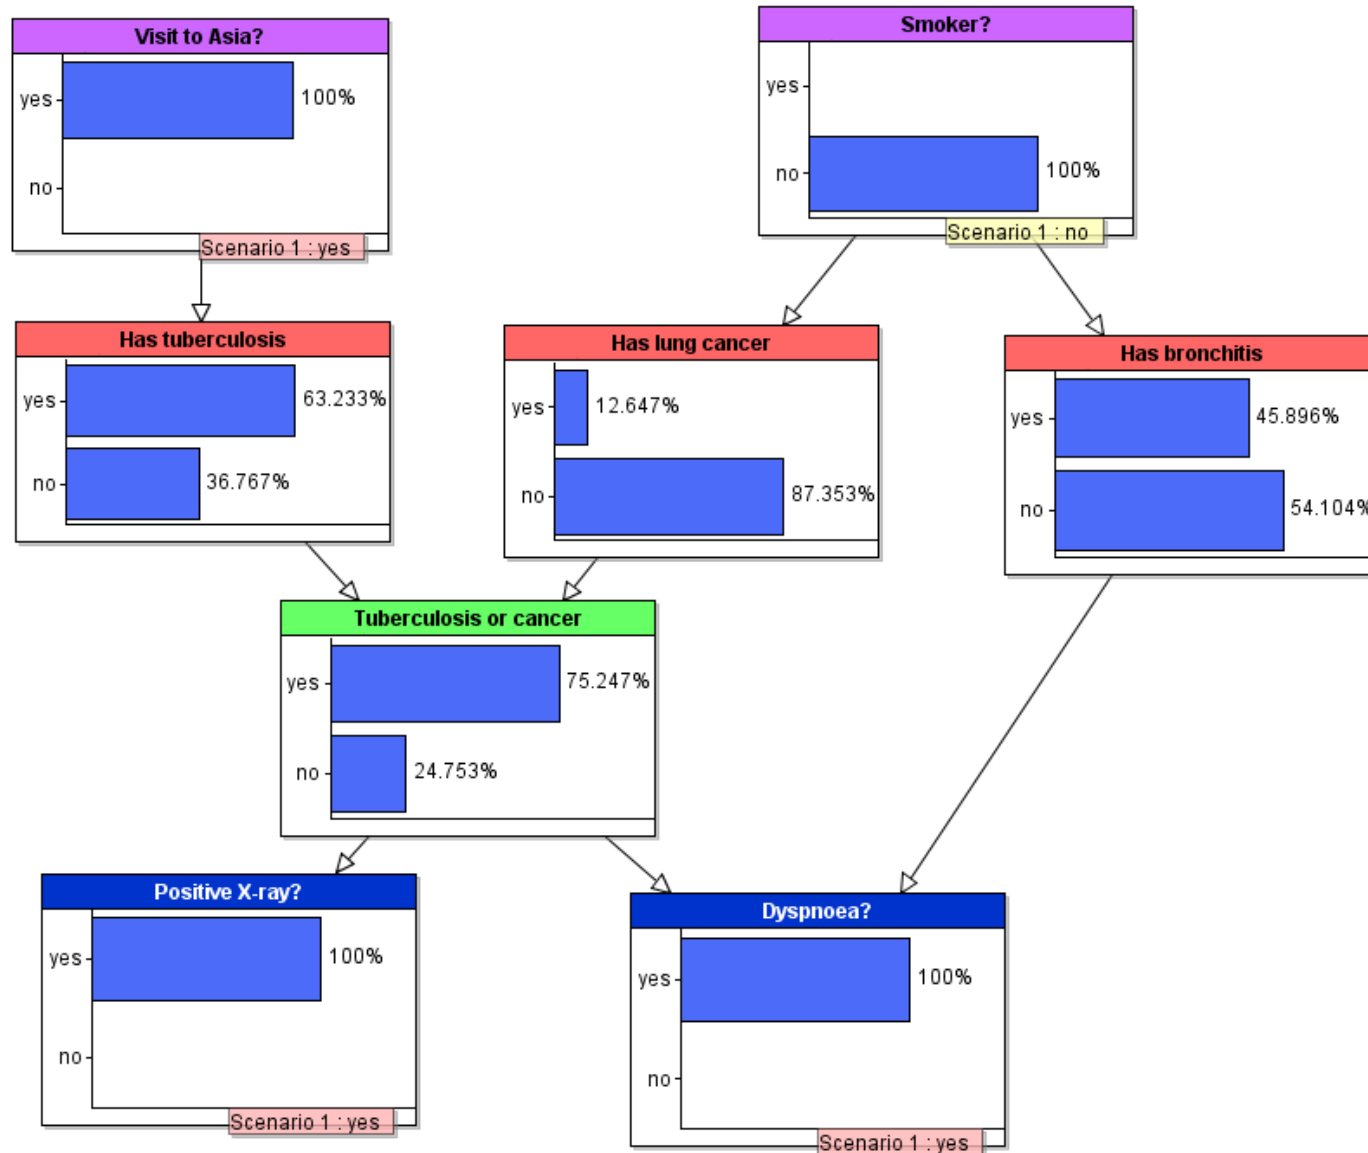 Visit to Asia?
yes
100%
no
Scenario 1 : yes
Smoker?
yes
no
100%
Scenario 1 : no
Has tuberculosis
yes
63.233%
no
36.767%
Has lung cancer
yes
12.647%
no
87.353%
Has bronchitis
yes
45.896%
no
54.104%
Tuberculosis or cancer
yes
75.247%
no
24.753%
Positive X-ray?
yes
100%
no
Scenario 1 : yes
Dyspnoea?
yes
100%
no
Scenario 1 : yes